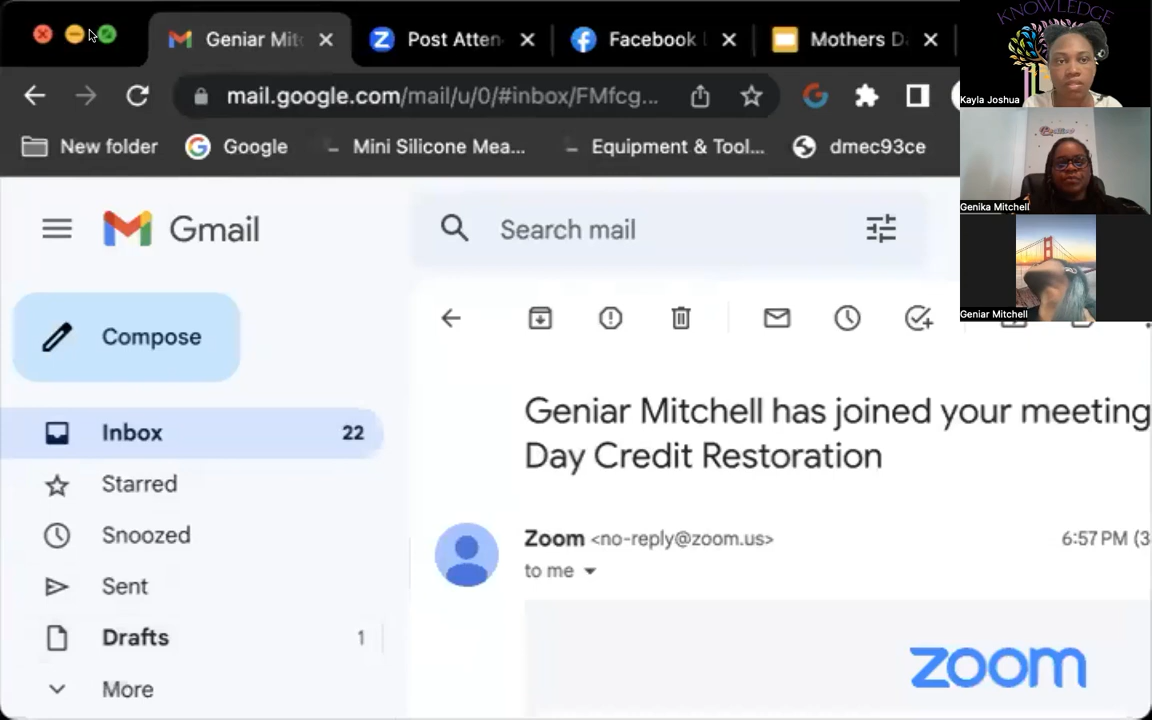 Geniar Mit
Post Atten
Facebook
Mothers D
mail.google.com/mail/u/0/#inbox/FMfcg...
New folder
Google
Mini Silicone Mea...
Equipment & Tool...
dmec93ce
KNOWLEDGE
Kayla Joshua
Genika Mitchell
Geniar Mitchell
Gmail
Search mail
Compose
Inbox 22
Starred
Snoozed
Sent
Drafts 1
More
Geniar Mitchell has joined your meeting
Day Credit Restoration
Zoom <no-reply@zoom.us> 6:57 PM (3
to me
zoom